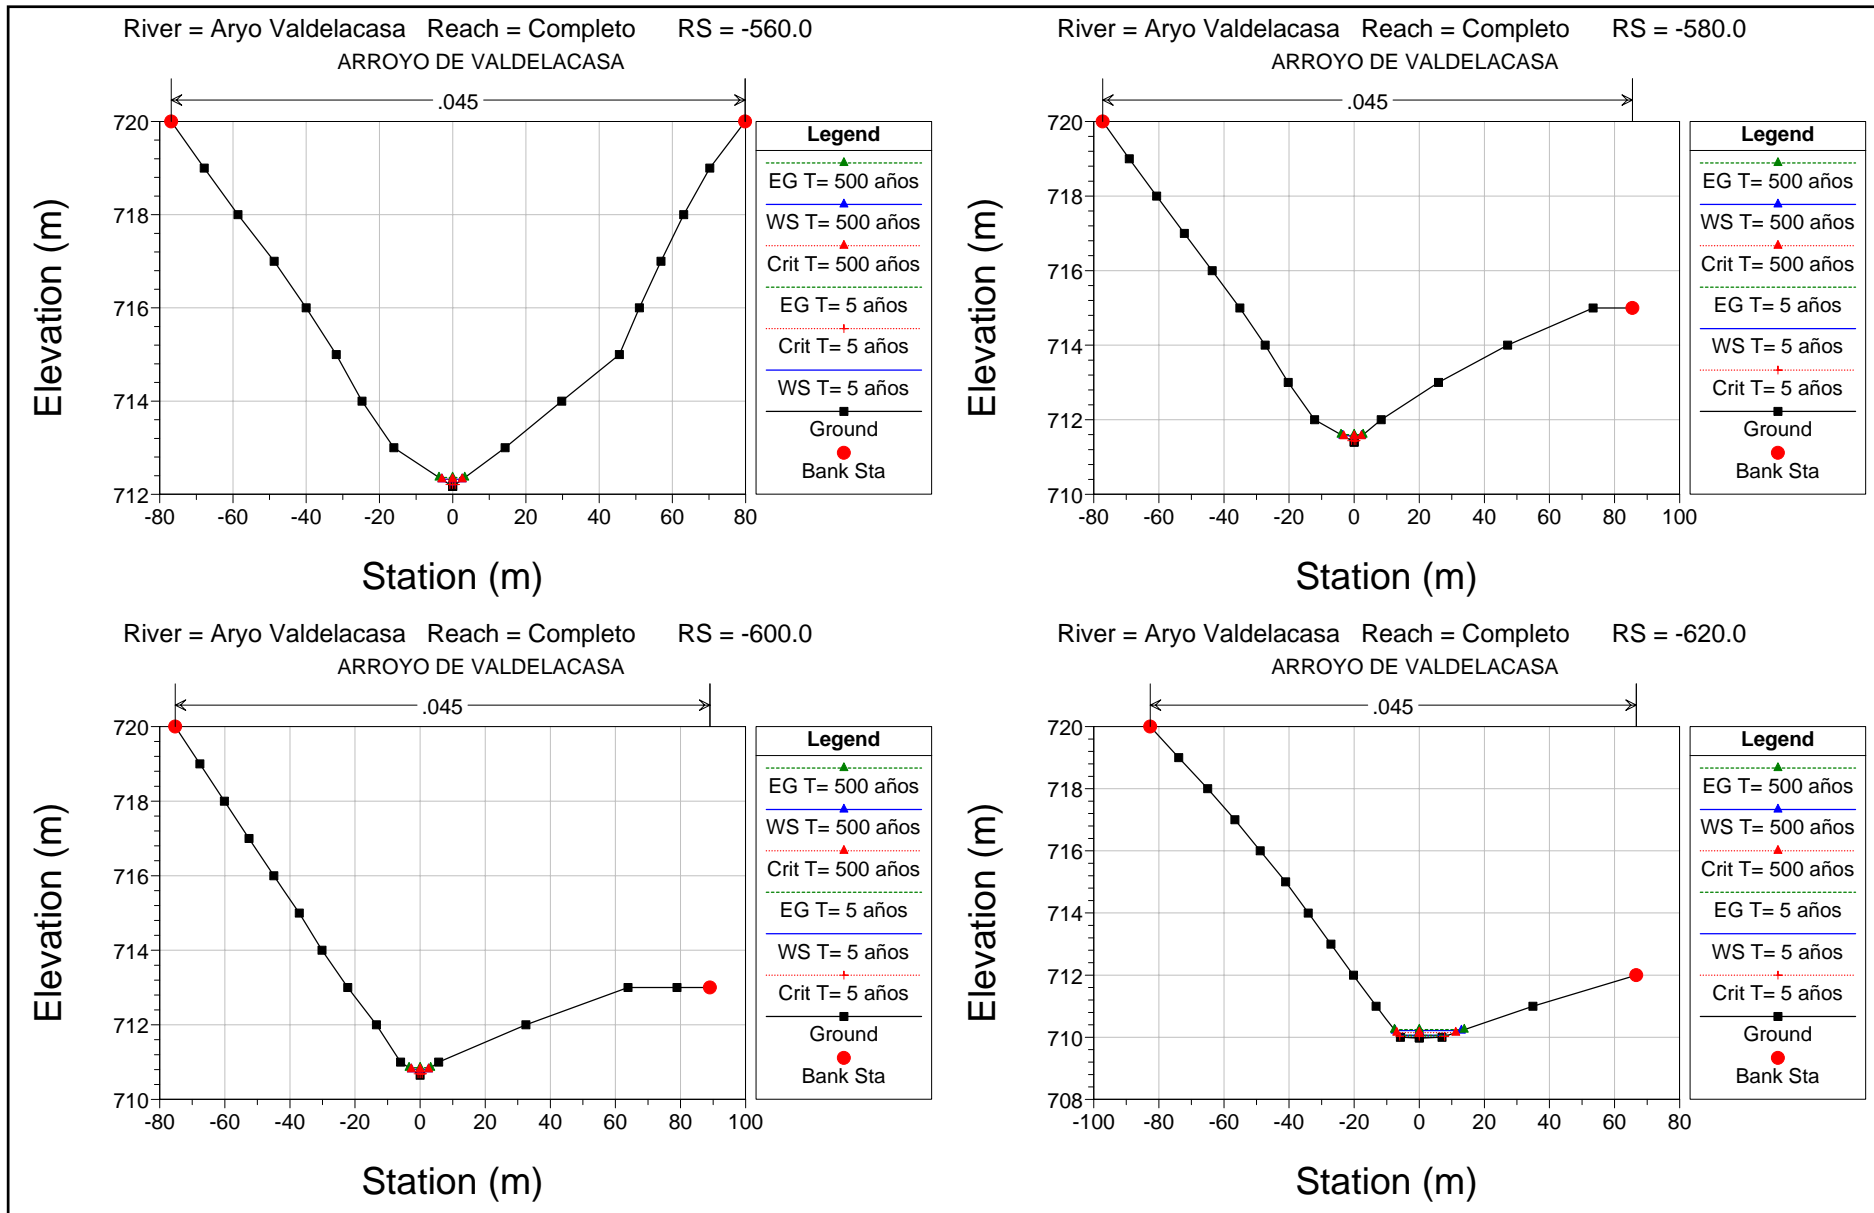 River = Aryo Valdelacasa   Reach = Completo   RS = -560.0
ARROYO DE VALDELACASA
.045
720
718
716
714
712
-80 -60 -40 -20 0 20 40 60 80
Elevation (m)
Station (m)
Legend
EG T= 500 años
WS T= 500 años
Crit T= 500 años
EG T= 5 años
Crit T= 5 años
WS T= 5 años
Ground
Bank Sta
River = Aryo Valdelacasa   Reach = Completo   RS = -580.0
ARROYO DE VALDELACASA
.045
720
718
716
714
712
710
-80 -60 -40 -20 0 20 40 60 80 100
Elevation (m)
Station (m)
Legend
EG T= 500 años
WS T= 500 años
Crit T= 500 años
EG T= 5 años
WS T= 5 años
Crit T= 5 años
Ground
Bank Sta
River = Aryo Valdelacasa   Reach = Completo   RS = -600.0
ARROYO DE VALDELACASA
.045
720
718
716
714
712
710
-80 -60 -40 -20 0 20 40 60 80 100
Elevation (m)
Station (m)
Legend
EG T= 500 años
WS T= 500 años
Crit T= 500 años
EG T= 5 años
WS T= 5 años
Crit T= 5 años
Ground
Bank Sta
River = Aryo Valdelacasa   Reach = Completo   RS = -620.0
ARROYO DE VALDELACASA
.045
720
718
716
714
712
710
708
-100 -80 -60 -40 -20 0 20 40 60 80
Elevation (m)
Station (m)
Legend
EG T= 500 años
WS T= 500 años
Crit T= 500 años
EG T= 5 años
WS T= 5 años
Crit T= 5 años
Ground
Bank Sta